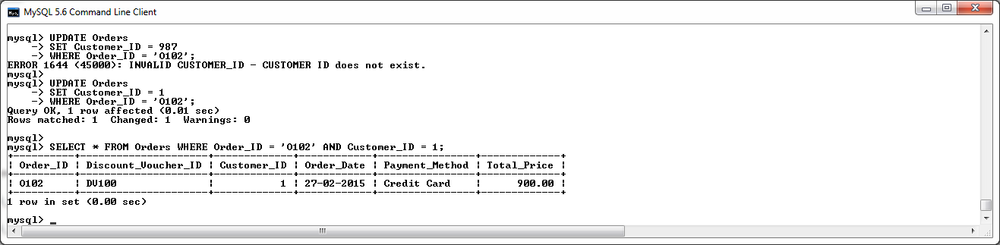 MySQL 5.6 Command Line Client
mysql> UPDATE Orders
    -> SET Customer_ID = 987
    -> WHERE Order_ID = 'O102';
ERROR 1644 (45000): INVALID CUSTOMER_ID - CUSTOMER ID does not exist.
mysql>
mysql> UPDATE Orders
    -> SET Customer_ID = 1
    -> WHERE Order_ID = 'O102';
Query OK, 1 row affected (0.01 sec)
Rows matched: 1  Changed: 1  Warnings: 0
mysql>
mysql> SELECT * FROM Orders WHERE Order_ID = 'O102' AND Customer_ID = 1;
+----------+---------------------+-------------+------------+----------------+-------------+
| Order_ID | Discount_Voucher_ID | Customer_ID | Order_Date | Payment_Method | Total_Price |
+----------+---------------------+-------------+------------+----------------+-------------+
| O102     | DV100               |           1 | 27-02-2015 | Credit Card    |      900.00 |
+----------+---------------------+-------------+------------+----------------+-------------+
1 row in set (0.00 sec)
mysql> _